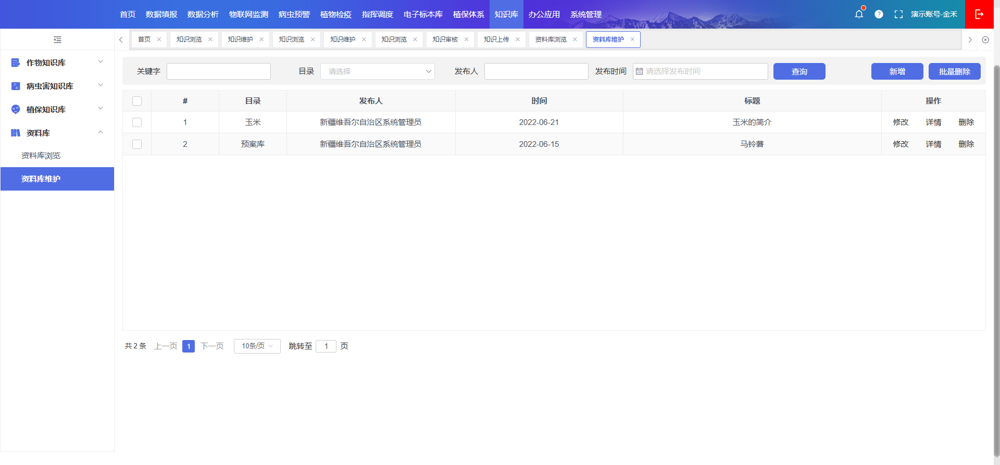 首页 数据填报 数据分析 物联网监测 病虫预警 植物检疫 指挥调度 电子标本库 植保体系 知识库 办公应用 系统管理 演示账号-金禾
首页 知识浏览 知识维护 知识浏览 知识维护 知识浏览 知识审核 知识上传 资料库浏览 资料库维护
作物知识库
病虫害知识库
植保知识库
资料库
资料库浏览
资料库维护
关键字 目录 请选择 发布人 发布时间 请选择发布时间 查询 新增 批量删除
# 目录 发布人 时间 标题 操作
1 玉米 新疆维吾尔自治区系统管理员 2022-06-21 玉米的简介 修改 详情 删除
2 预案库 新疆维吾尔自治区系统管理员 2022-06-15 马铃薯 修改 详情 删除
共 2 条 上一页 1 下一页 10条/页 跳转至 1 页